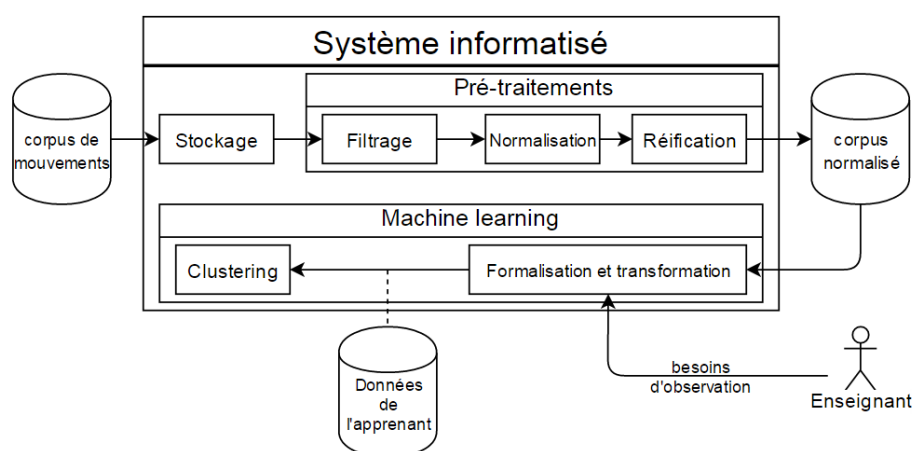 Système informatisé
Pré-traitements
corpus de
mouvements
Stockage
Filtrage
Normalisation
Réification
corpus
normalisé
Machine learning
Clustering
Formalisation et transformation
Données
de
l'apprenant
besoins
d'observation
Enseignant